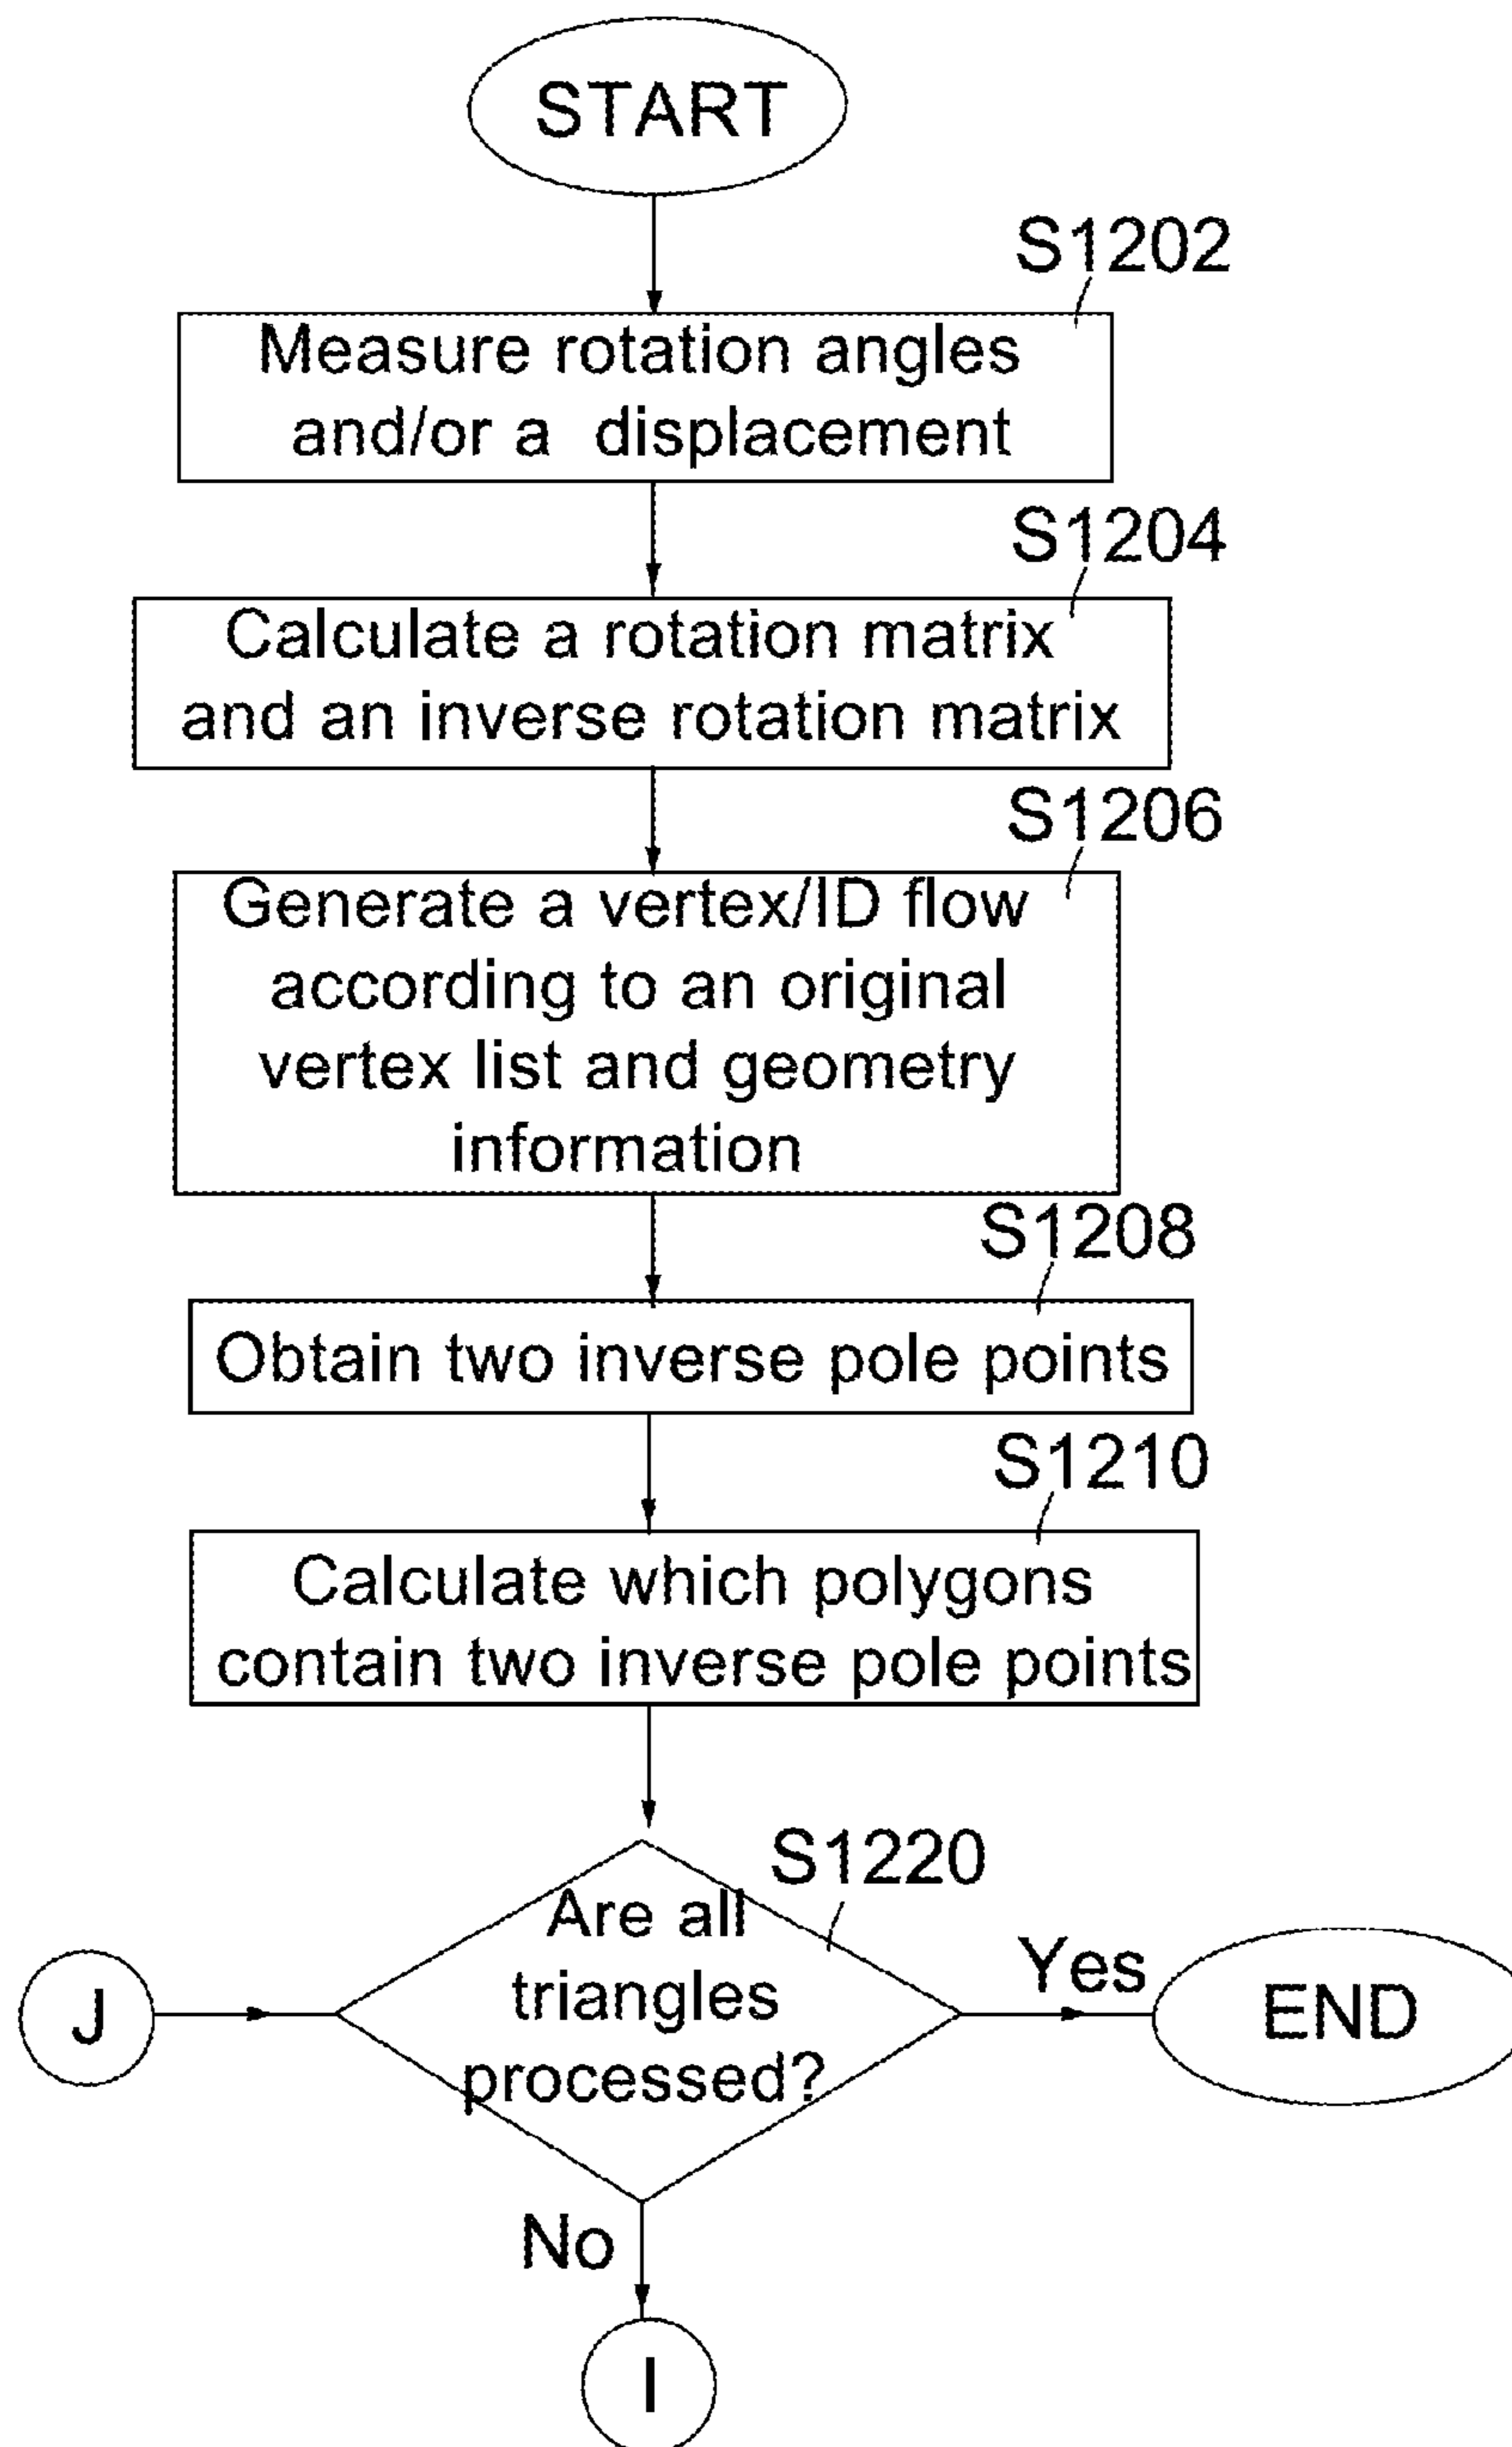 START
S1202
Measure rotation angles
and/or a displacement
S1204
Calculate a rotation matrix
and an inverse rotation matrix
S1206
Generate a vertex/ID flow
according to an original
vertex list and geometry
information
S1208
Obtain two inverse pole points
S1210
Calculate which polygons
contain two inverse pole points
S1220
Are all
triangles
processed?
J
Yes
END
No
I